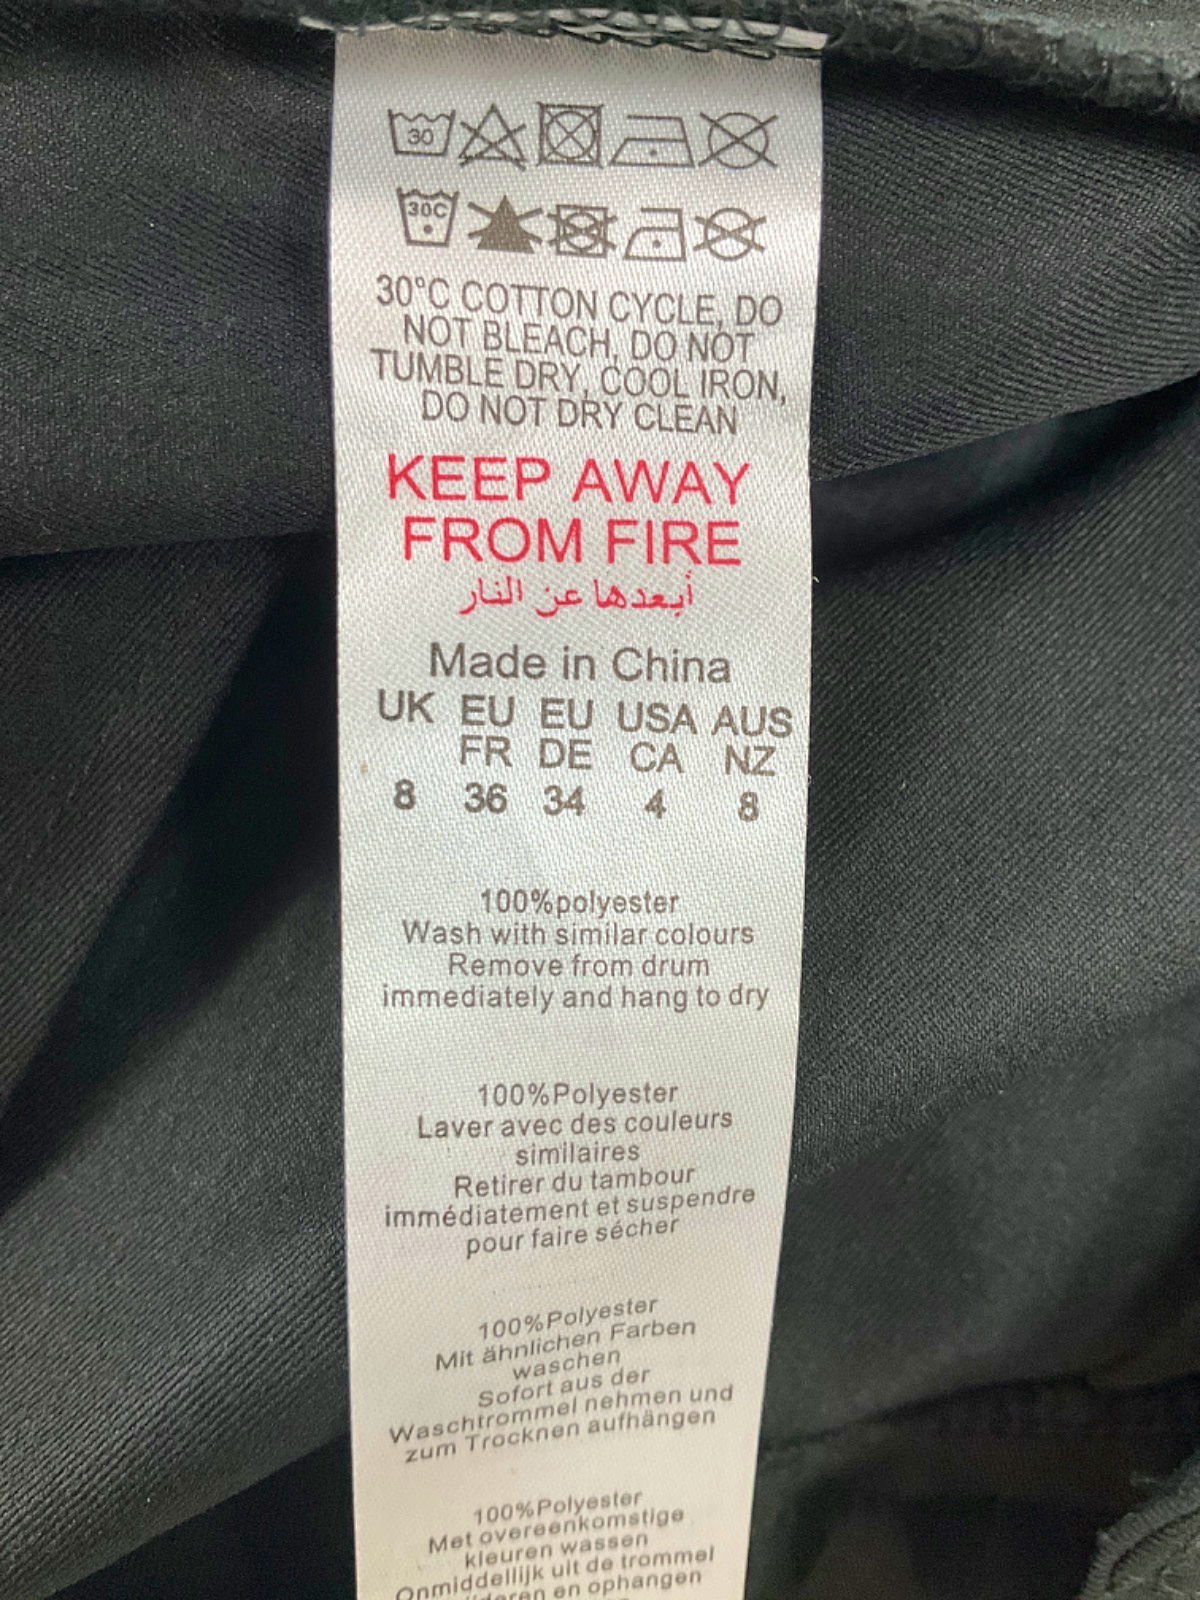 30
30C
30°C COTTON CYCLE, DO
NOT BLEACH, DO NOT
TUMBLE DRY, COOL IRON,
DO NOT DRY CLEAN
KEEP AWAY
FROM FIRE
أبعدها عن النار
Made in China
UK EU EU USA AUS
FR DE CA NZ
8 36 34 4 8
100%polyester
Wash with similar colours
Remove from drum
immediately and hang to dry
100%Polyester
Laver avec des couleurs
similaires
Retirer du tambour
immédiatement et suspendre
pour faire sécher
100%Polyester
Mit ähnlichen Farben
waschen
Sofort aus der
Waschtrommel nehmen und
zum Trocknen aufhängen
100%Polyester
Met overeenkomstige
kleuren wassen
Onmiddellijk uit de trommel
en ophangen